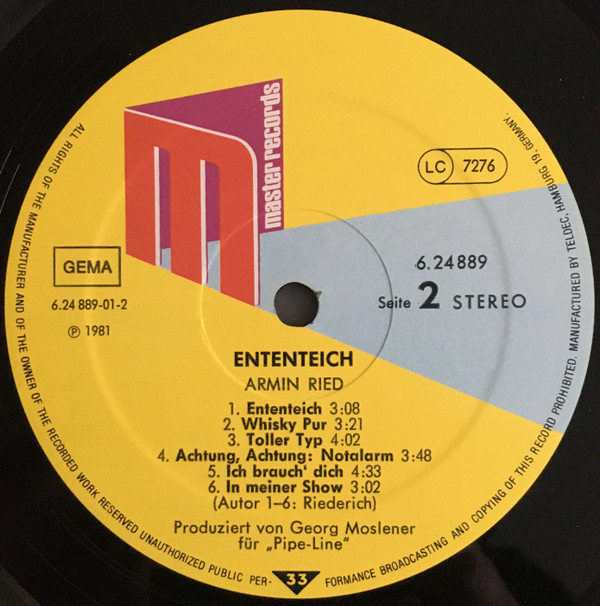 master records
LC 7276
GEMA
6.24 889-01-2
℗ 1981
6.24889
Seite 2 STEREO
ENTENTEICH
ARMIN RIED
1. Ententeich 3:08
2. Whisky Pur 3:21
3. Toller Typ 4:02
4. Achtung, Achtung: Notalarm 3:48
5. Ich brauch' dich 4:33
6. In meiner Show 3:02
(Autor 1–6: Riederich)
Produziert von Georg Moslener
für „Pipe-Line“
ALL RIGHTS OF THE MANUFACTURER AND OF THE OWNER OF THE RECORDED WORK RESERVED UNAUTHORIZED PUBLIC PER- 33 FORMANCE BROADCASTING AND COPYING OF THIS RECORD PROHIBITED. MANUFACTURED BY TELDEC, HAMBURG 19, GERMANY.